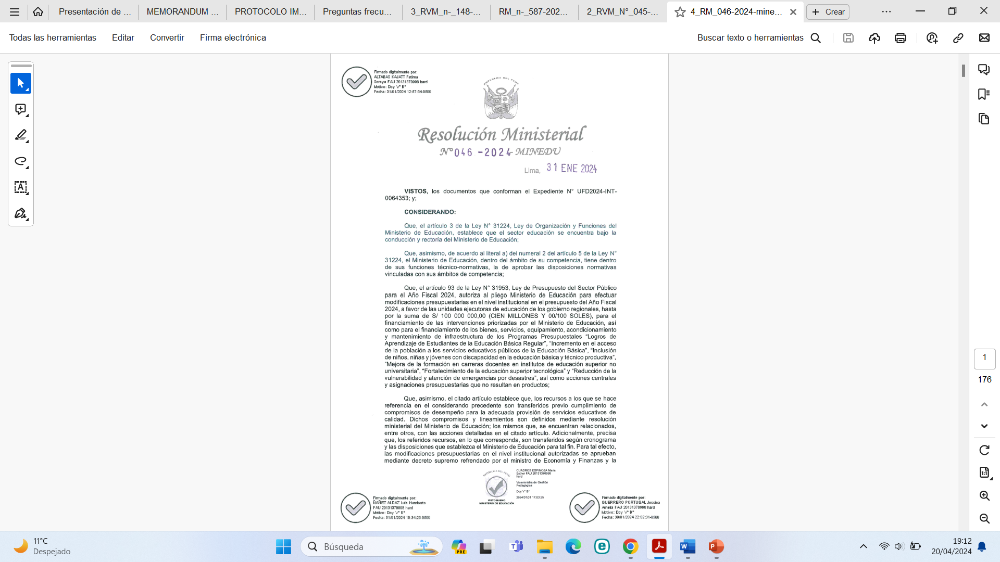 Presentación de ...
MEMORANDUM ...
PROTOCOLO IM...
Preguntas frecu...
3_RVM_n-_148-...
RM_n-_587-202...
2_RVM_N°_045-...
4_RM_046-2024-mine...
Crear
Todas las herramientas
Editar
Convertir
Firma electrónica
Buscar texto o herramientas
Firmado digitalmente por:
ALTABAS KAJATT Fatima
Soraya FAU 20131370998 hard
Motivo: Doy V° B°
Fecha: 31/01/2024 12:57:34-0500
REPUBLICA DEL PERU
Resolución Ministerial
N° 046 -2024- MINEDU
Lima, 31 ENE 2024
VISTOS, los documentos que conforman el Expediente N° UFD2024-INT-
0064353; y;
CONSIDERANDO:
Que, el artículo 3 de la Ley N° 31224, Ley de Organización y Funciones del
Ministerio de Educación, establece que el sector educación se encuentra bajo la
conducción y rectoría del Ministerio de Educación;
Que, asimismo, de acuerdo al literal a) del numeral 2 del artículo 5 de la Ley N°
31224, el Ministerio de Educación, dentro del ámbito de su competencia, tiene dentro
de sus funciones técnico-normativas, la de aprobar las disposiciones normativas
vinculadas con sus ámbitos de competencia;
Que, el artículo 93 de la Ley N° 31953, Ley de Presupuesto del Sector Público
para el Año Fiscal 2024, autoriza al pliego Ministerio de Educación para efectuar
modificaciones presupuestarias en el nivel institucional en el presupuesto del Año Fiscal
2024, a favor de las unidades ejecutoras de educación de los gobierno regionales, hasta
por la suma de S/ 100 000 000,00 (CIEN MILLONES Y 00/100 SOLES), para el
financiamiento de las intervenciones priorizadas por el Ministerio de Educación, así
como para el financiamiento de los bienes, servicios, equipamiento, acondicionamiento
y mantenimiento de infraestructura de los Programas Presupuestales “Logros de
Aprendizaje de Estudiantes de la Educación Básica Regular”, “Incremento en el acceso
de la población a los servicios educativos públicos de la Educación Básica”, “Inclusión
de niños, niñas y jóvenes con discapacidad en la educación básica y técnico productiva”,
“Mejora de la formación en carreras docentes en institutos de educación superior no
universitaria”, “Fortalecimiento de la educación superior tecnológica” y “Reducción de la
vulnerabilidad y atención de emergencias por desastres”, así como acciones centrales
y asignaciones presupuestarias que no resultan en productos;
Que, asimismo, el citado artículo establece que, los recursos a los que se hace
referencia en el considerando precedente son transferidos previo cumplimiento de
compromisos de desempeño para la adecuada provisión de servicios educativos de
calidad. Dichos compromisos y lineamientos son definidos mediante resolución
ministerial del Ministerio de Educación; los mismos que, se encuentran relacionados,
entre otros, con las acciones detalladas en el citado artículo. Adicionalmente, precisa
que, los referidos recursos, en lo que corresponda, son transferidos según cronograma
y las disposiciones que establezca el Ministerio de Educación para tal fin. Para tal efecto,
las modificaciones presupuestarias en el nivel institucional autorizadas se aprueban
mediante decreto supremo refrendado por el ministro de Economía y Finanzas y la
REPUBLICA DEL PERU
VISTO BUENO
MINISTERIO DE EDUCACIÓN
CUADROS ESPINOZA Maria
Esther FAU 20131370998
hard
Viceministra de Gestión
Pedagógica
Doy V° B°
2024/01/31 17:03:25
Firmado digitalmente por:
ÑAÑEZ ALDAZ Luis Humberto
FAU 20131370998 hard
Motivo: Doy V° B°
Fecha: 31/01/2024 10:34:23-0500
Firmado digitalmente por:
GUERRERO PORTUGAL Jessica
Amelia FAU 20131370998 hard
Motivo: Doy V° B°
Fecha: 30/01/2024 22:02:31-0500
1
176
1:1
11°C
Despejado
Búsqueda
PRE
19:12
20/04/2024